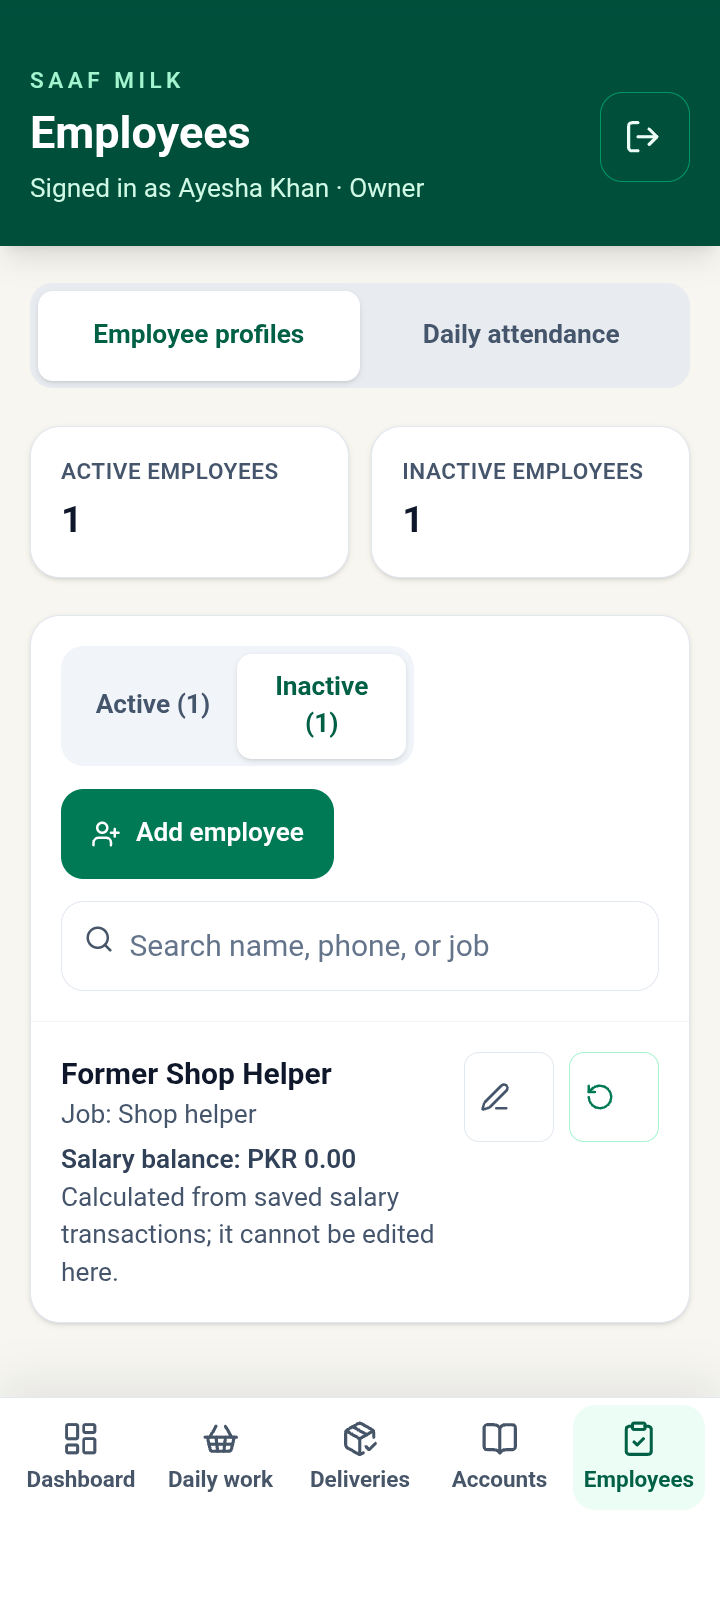 SAAF MILK
Employees
Signed in as Ayesha Khan · Owner
Employee profiles
Daily attendance
ACTIVE EMPLOYEES
1
INACTIVE EMPLOYEES
1
Active (1)
Inactive
(1)
Add employee
Search name, phone, or job
Former Shop Helper
Job: Shop helper
Salary balance: PKR 0.00
Calculated from saved salary
transactions; it cannot be edited
here.
Dashboard
Daily work
Deliveries
Accounts
Employees